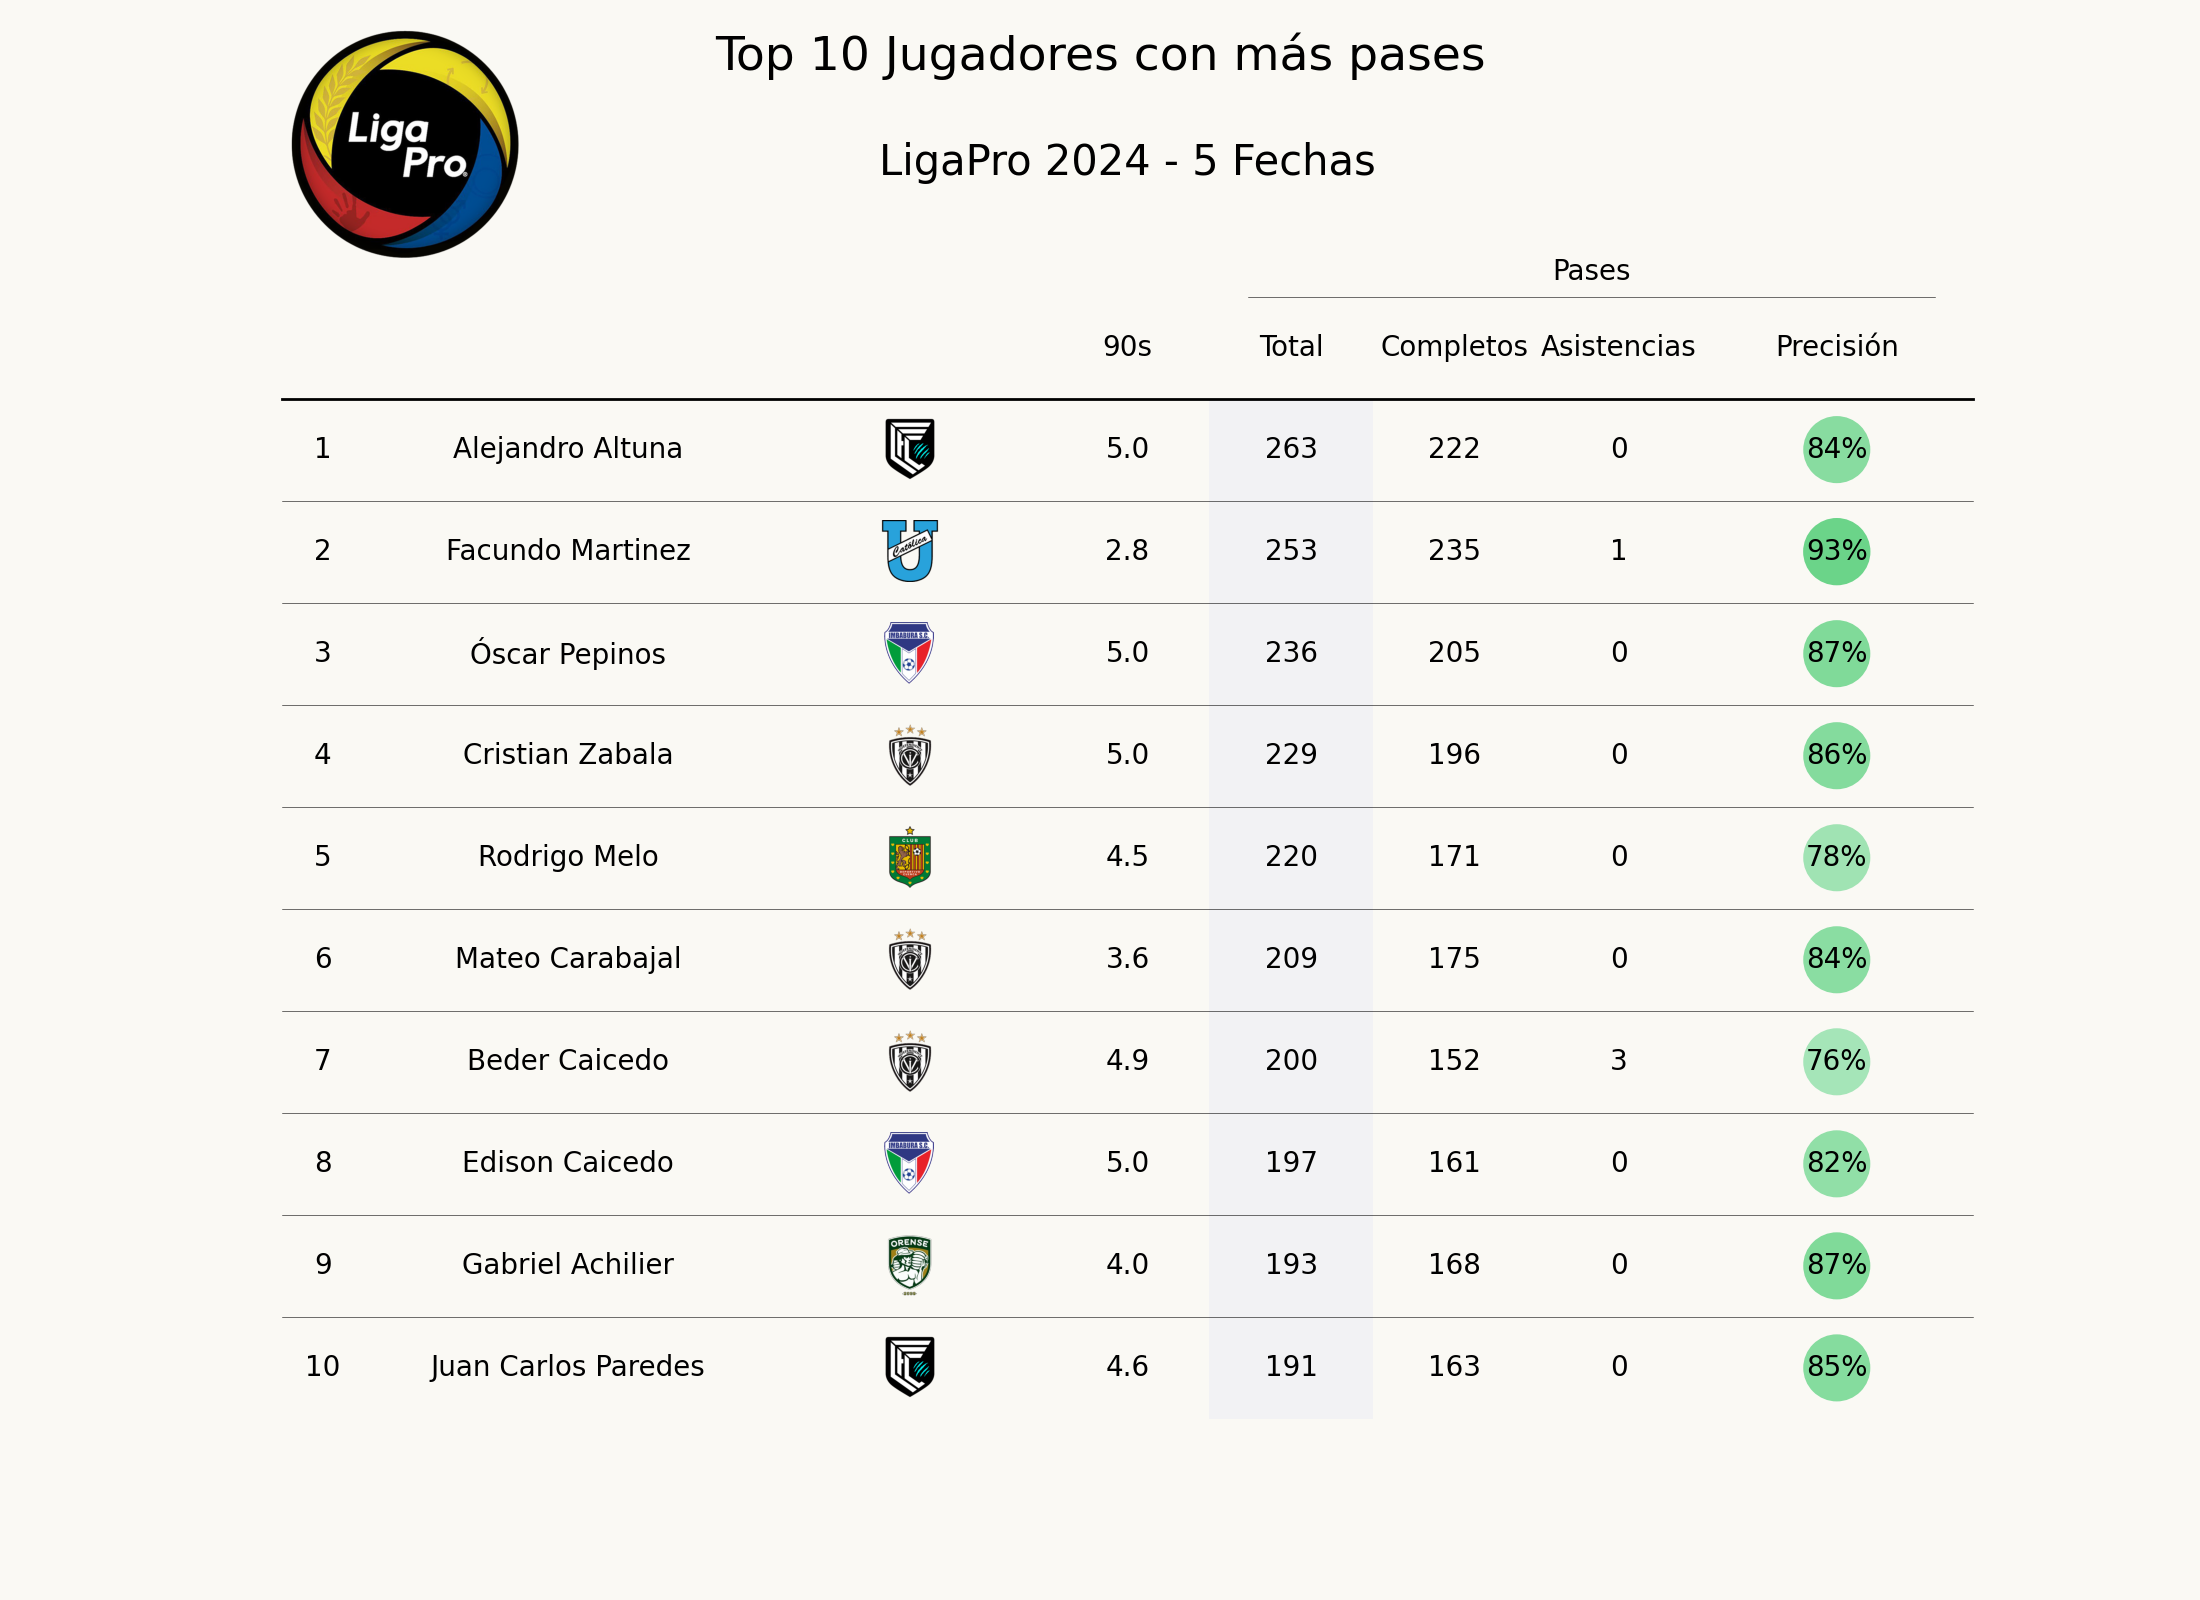 Liga
Pro
Top 10 Jugadores con más pases
LigaPro 2024 - 5 Fechas
Pases
90s Total Completos Asistencias Precisión
1 Alejandro Altuna 5.0 263 222 0 84%
2 Facundo Martinez Católica 2.8 253 235 1 93%
3 Óscar Pepinos IMBABURA S.C. 5.0 236 205 0 87%
4 Cristian Zabala 5.0 229 196 0 86%
5 Rodrigo Melo CLUB 4.5 220 171 0 78%
6 Mateo Carabajal 3.6 209 175 0 84%
7 Beder Caicedo 4.9 200 152 3 76%
8 Edison Caicedo IMBABURA S.C. 5.0 197 161 0 82%
9 Gabriel Achilier ORENSE 4.0 193 168 0 87%
10 Juan Carlos Paredes 4.6 191 163 0 85%